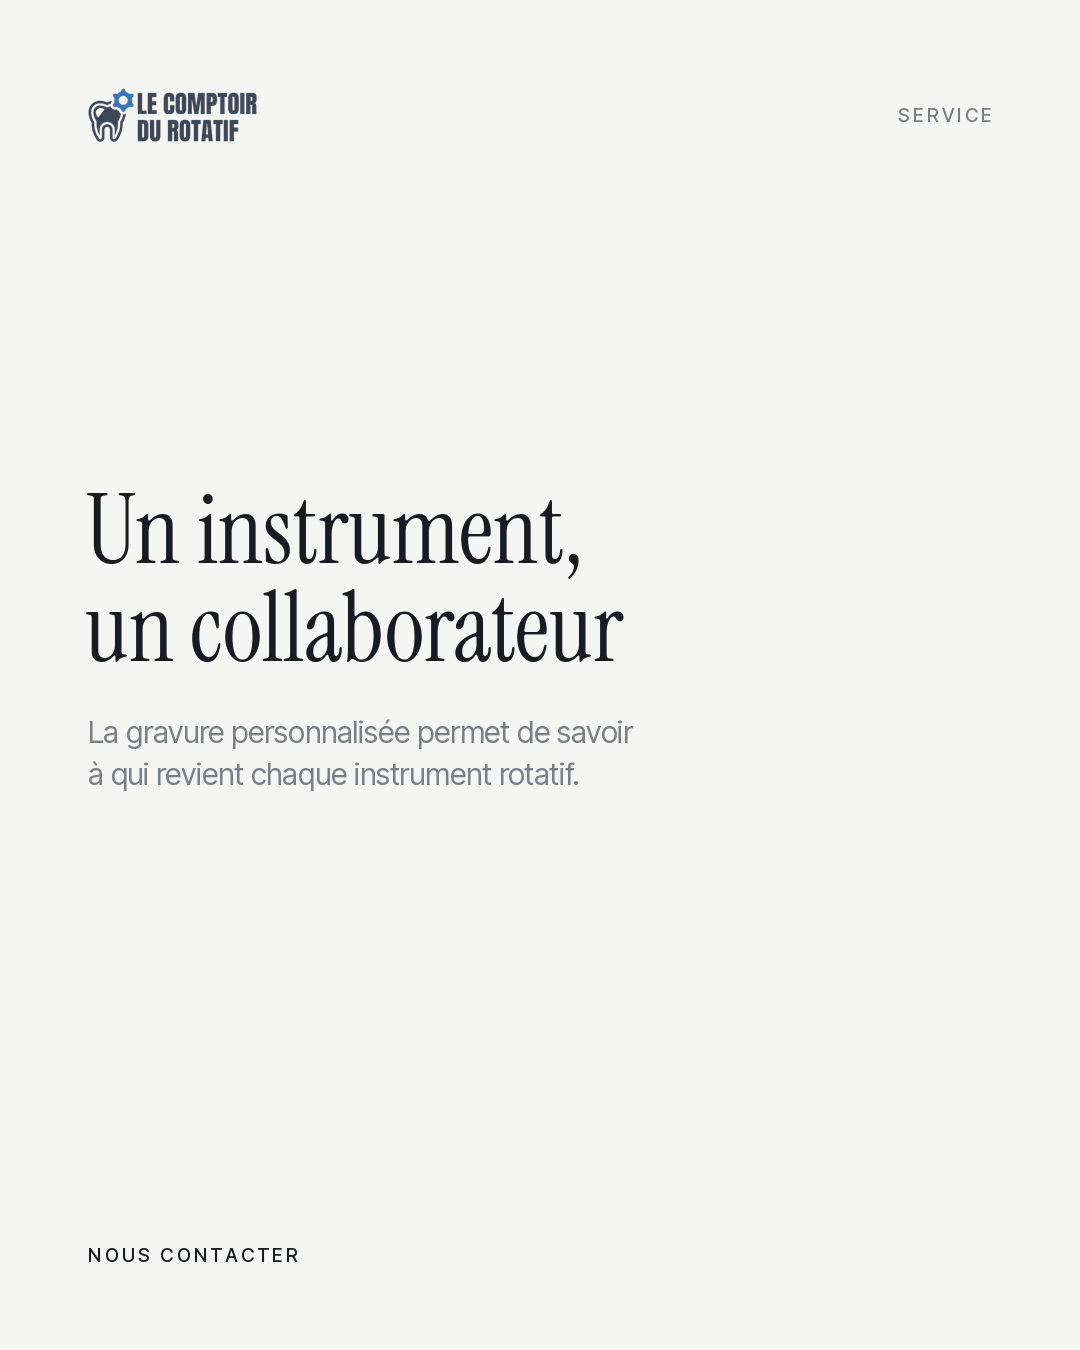 LE COMPTOIR
DU ROTATIF
SERVICE
Un instrument,
un collaborateur
La gravure personnalisée permet de savoir
à qui revient chaque instrument rotatif.
NOUS CONTACTER